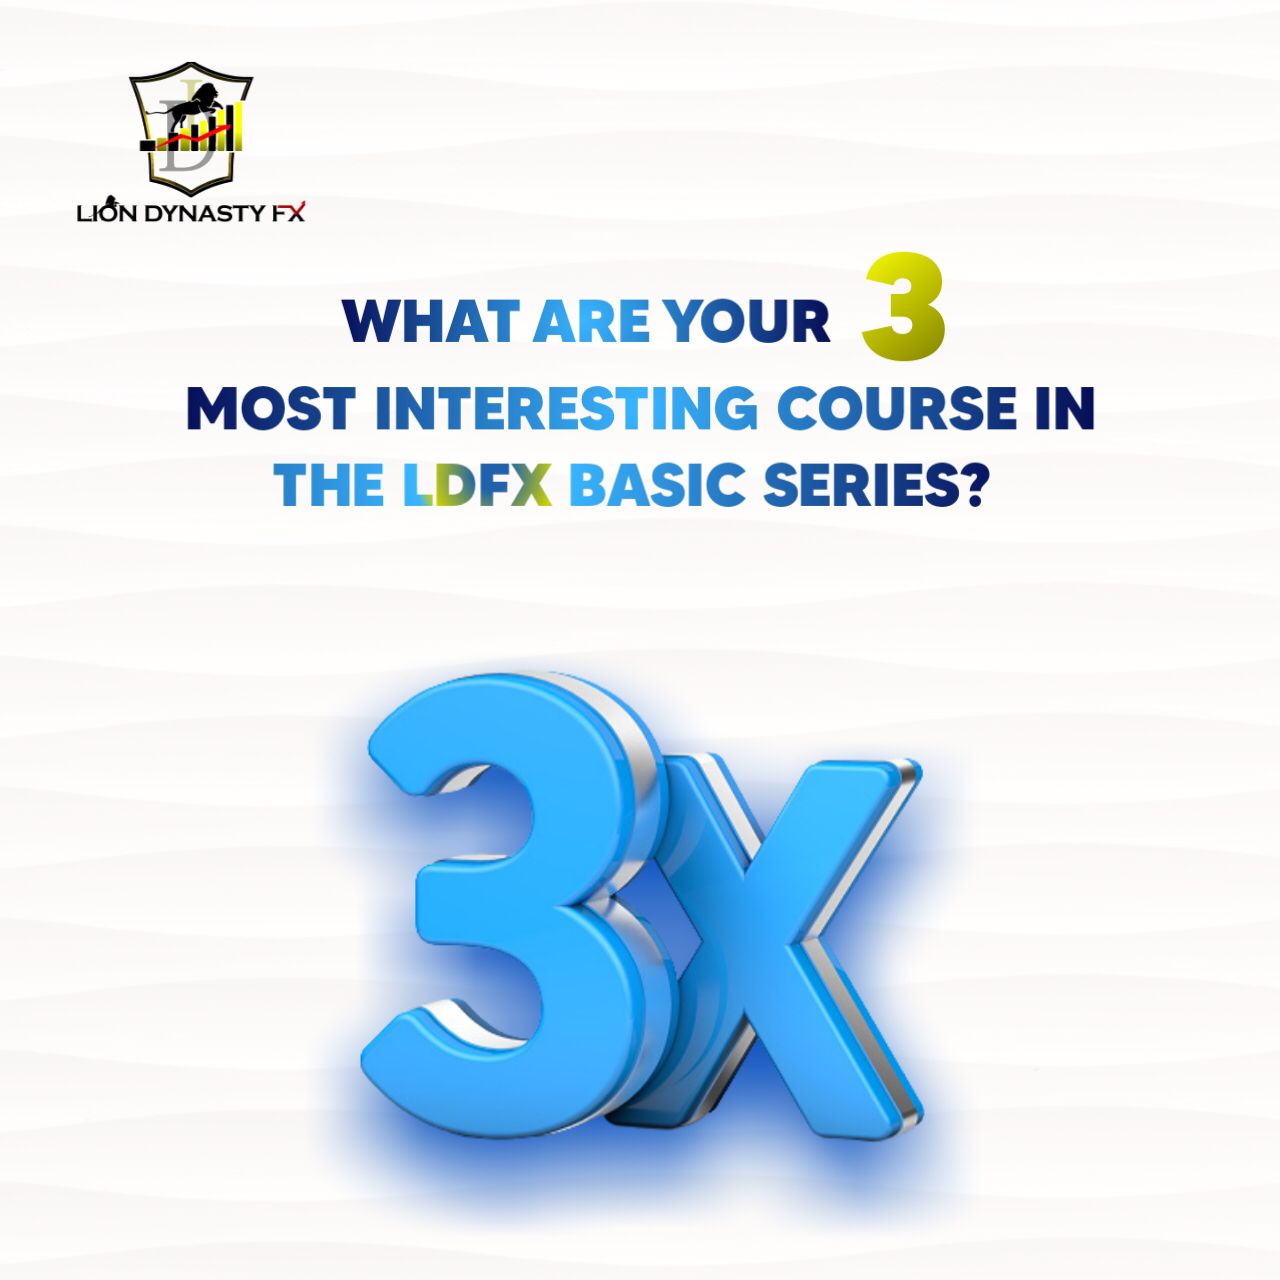 LD
LION DYNASTY FX
WHAT ARE YOUR 3
MOST INTERESTING COURSE IN
THE LDFX BASIC SERIES?
3X